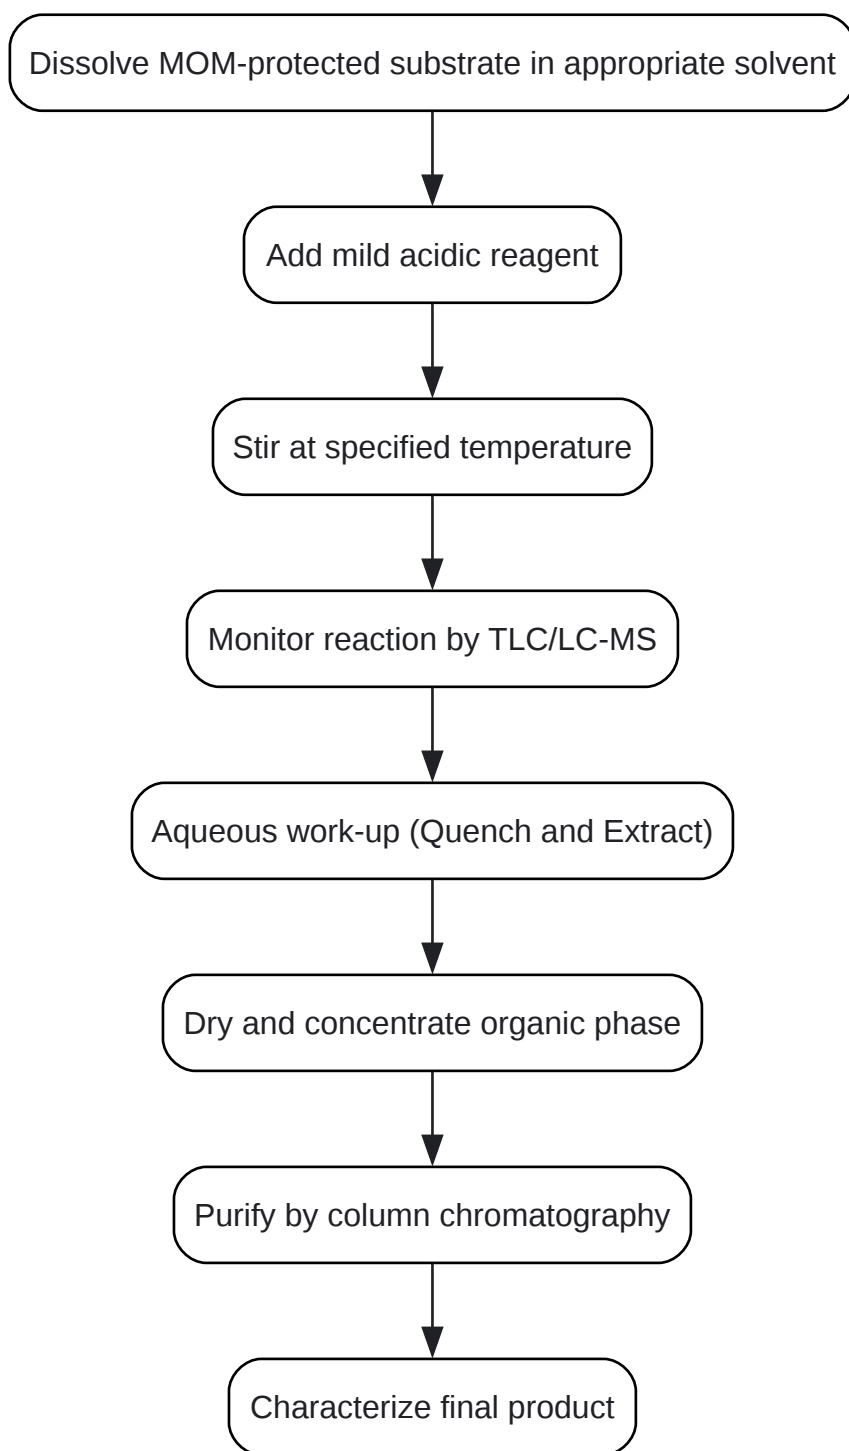 Dissolve MOM-protected substrate in appropriate solvent
Add mild acidic reagent
Stir at specified temperature
Monitor reaction by TLC/LC-MS
Aqueous work-up (Quench and Extract)
Dry and concentrate organic phase
Purify by column chromatography
Characterize final product